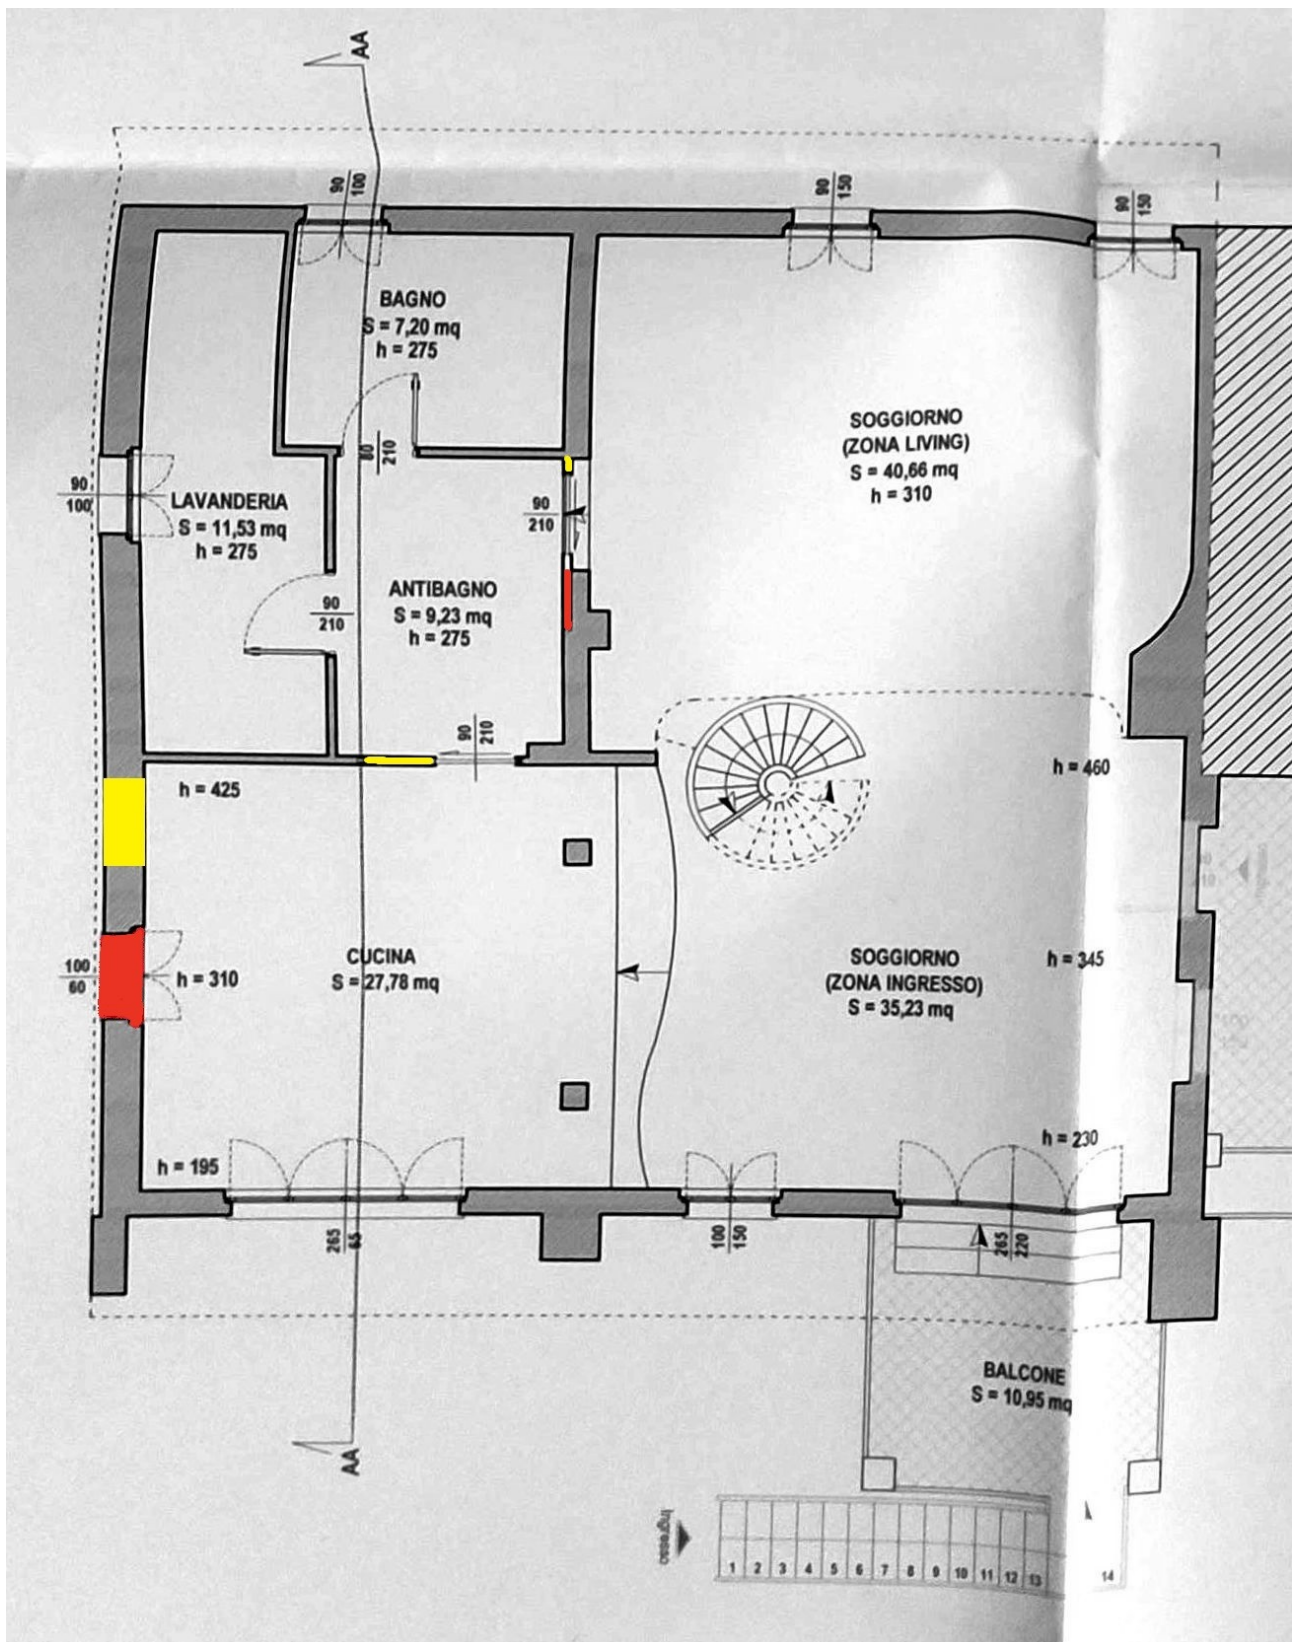 AA
90
100
90
150
90
150
BAGNO
S = 7,20 mq
h = 275
80
210
SOGGIORNO
(ZONA LIVING)
S = 40,66 mq
h = 310
90
100
LAVANDERIA
S = 11,53 mq
h = 275
90
210
ANTIBAGNO
S = 9,23 mq
h = 275
90
210
90
210
h = 425
h = 460
Ingresso
100
60
h = 310
CUCINA
S = 27,78 mq
SOGGIORNO
(ZONA INGRESSO)
S = 35,23 mq
h = 345
h = 230
h = 195
265
65
100
150
265
220
BALCONE
S = 10,95 mq
AA
Ingresso
1 2 3 4 5 6 7 8 9 10 11 12 13 14